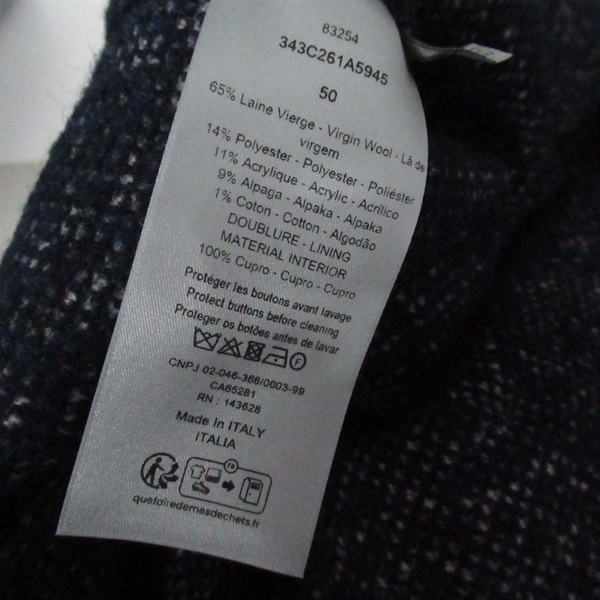 83254
343C261A5945
50
65% Laine Vierge - Virgin Wool - Lã de
virgem
14% Polyester - Polyester - Poliéster
11% Acrylique - Acrylic - Acrílico
9% Alpaga - Alpaka - Alpaka
1% Coton - Cotton - Algodão
DOUBLURE - LINING
MATERIAL INTERIOR
100% Cupro - Cupro - Cupro
Protéger les boutons avant lavage
Protect buttons before cleaning
Proteger os botões antes de lavar
F
CNPJ 02-046-366/0003-99
CA65281
RN : 143628
Made In ITALY
ITALIA
FR
quefairedemesdechets.fr